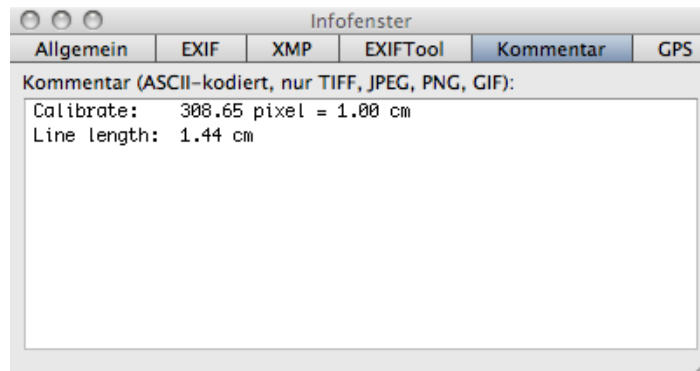 Infofenster
Allgemein EXIF XMP EXIFTool Kommentar GPS
Kommentar (ASCII-kodiert, nur TIFF, JPEG, PNG, GIF):
Calibrate: 308.65 pixel = 1.00 cm
Line length: 1.44 cm